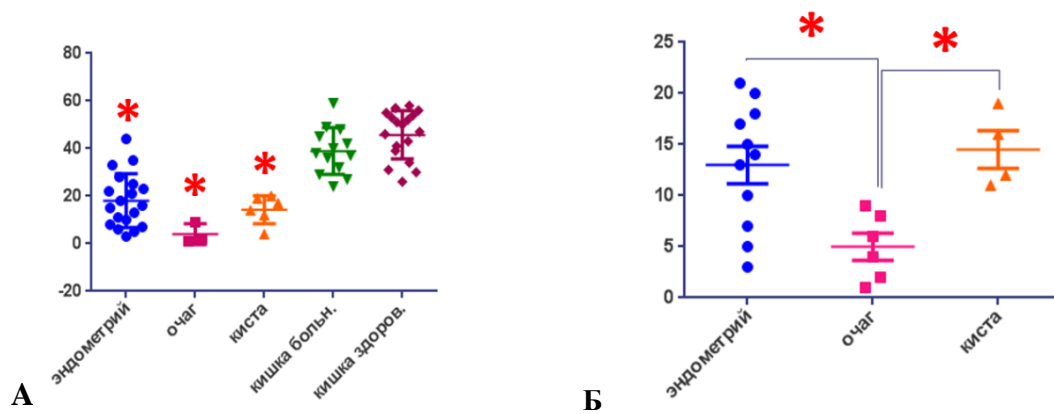 80
60
40
20
0
-20
эндометрий
очаг
киста
кишка больн.
кишка здоров.
*
*
*
А
25
20
15
10
5
0
эндометрий
очаг
киста
*
*
Б